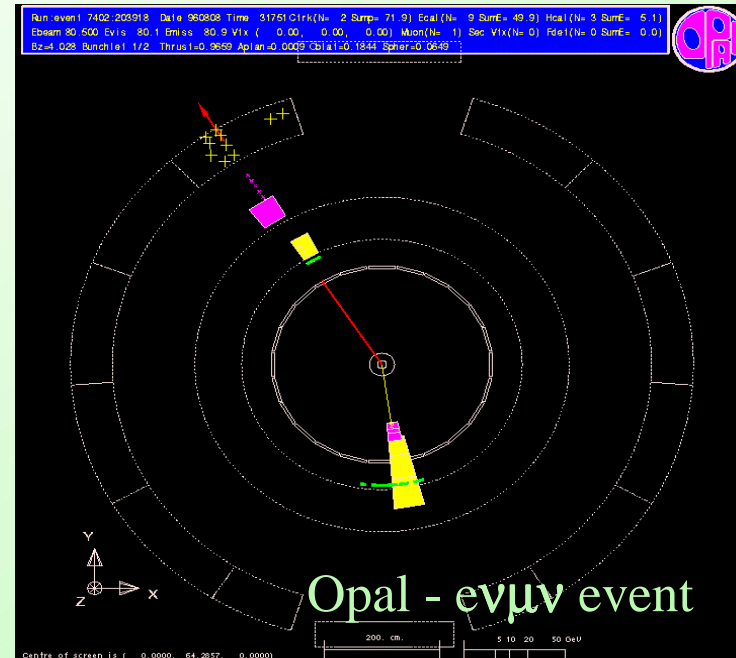 Run:event 7402:203918 Date 960808 Time 31751 Ctrk(N= 2 Sump= 71.9) Ecal(N= 9 SumE= 49.9) Hcal(N= 3 SumE= 5.1)
Ebeam 80.500 Evis 80.1 Emiss 80.9 Vtx ( 0.00, 0.00, 0.00) Muon(N= 1) Sec Vtx(N= 0) Fdet(N= 0 SumE= 0.0)
Bz=4.028 Bunchlet 1/2 Thrust=0.9659 Aplan=0.0009 Oblat=0.1844 Spher=0.0649
OPAL
Y
Z X
Opal - eνμν event
200. cm.
5 10 20 50 GeV
Centre of screen is ( 0.0000, 64.2857, 0.0000)